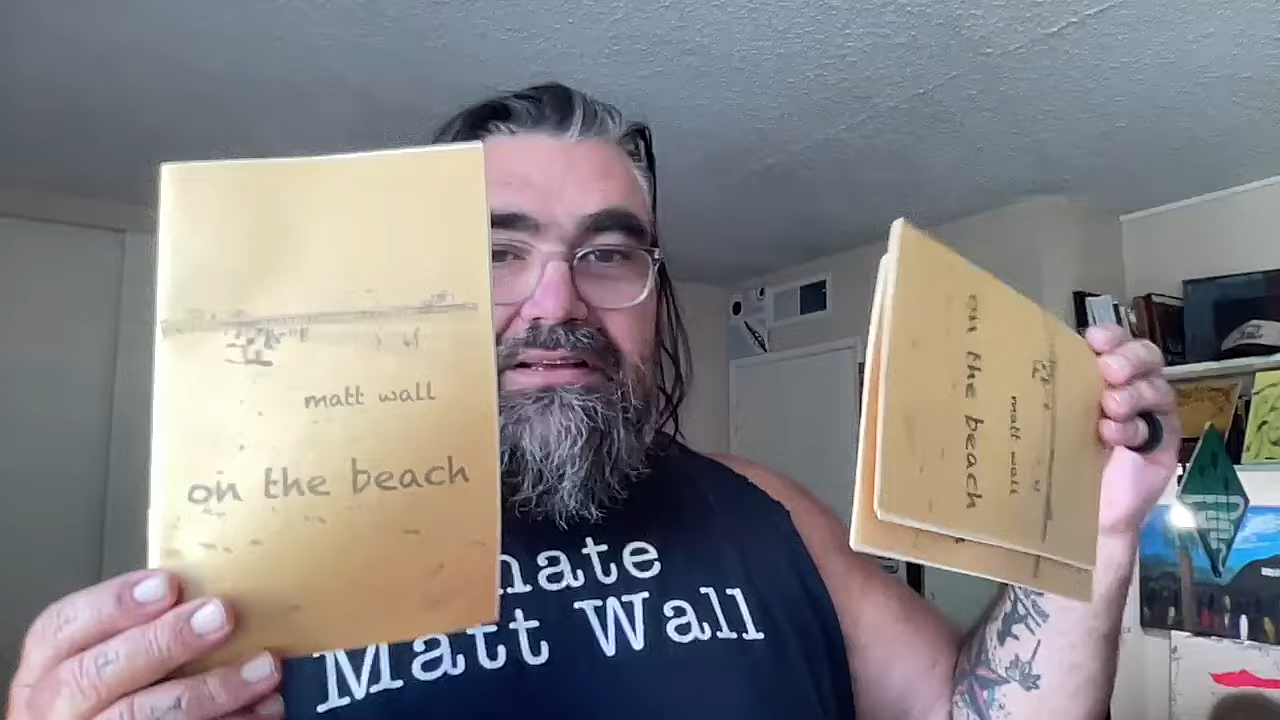 matt wall
on the beach
on the beach
matt wall
nate
Matt Wall